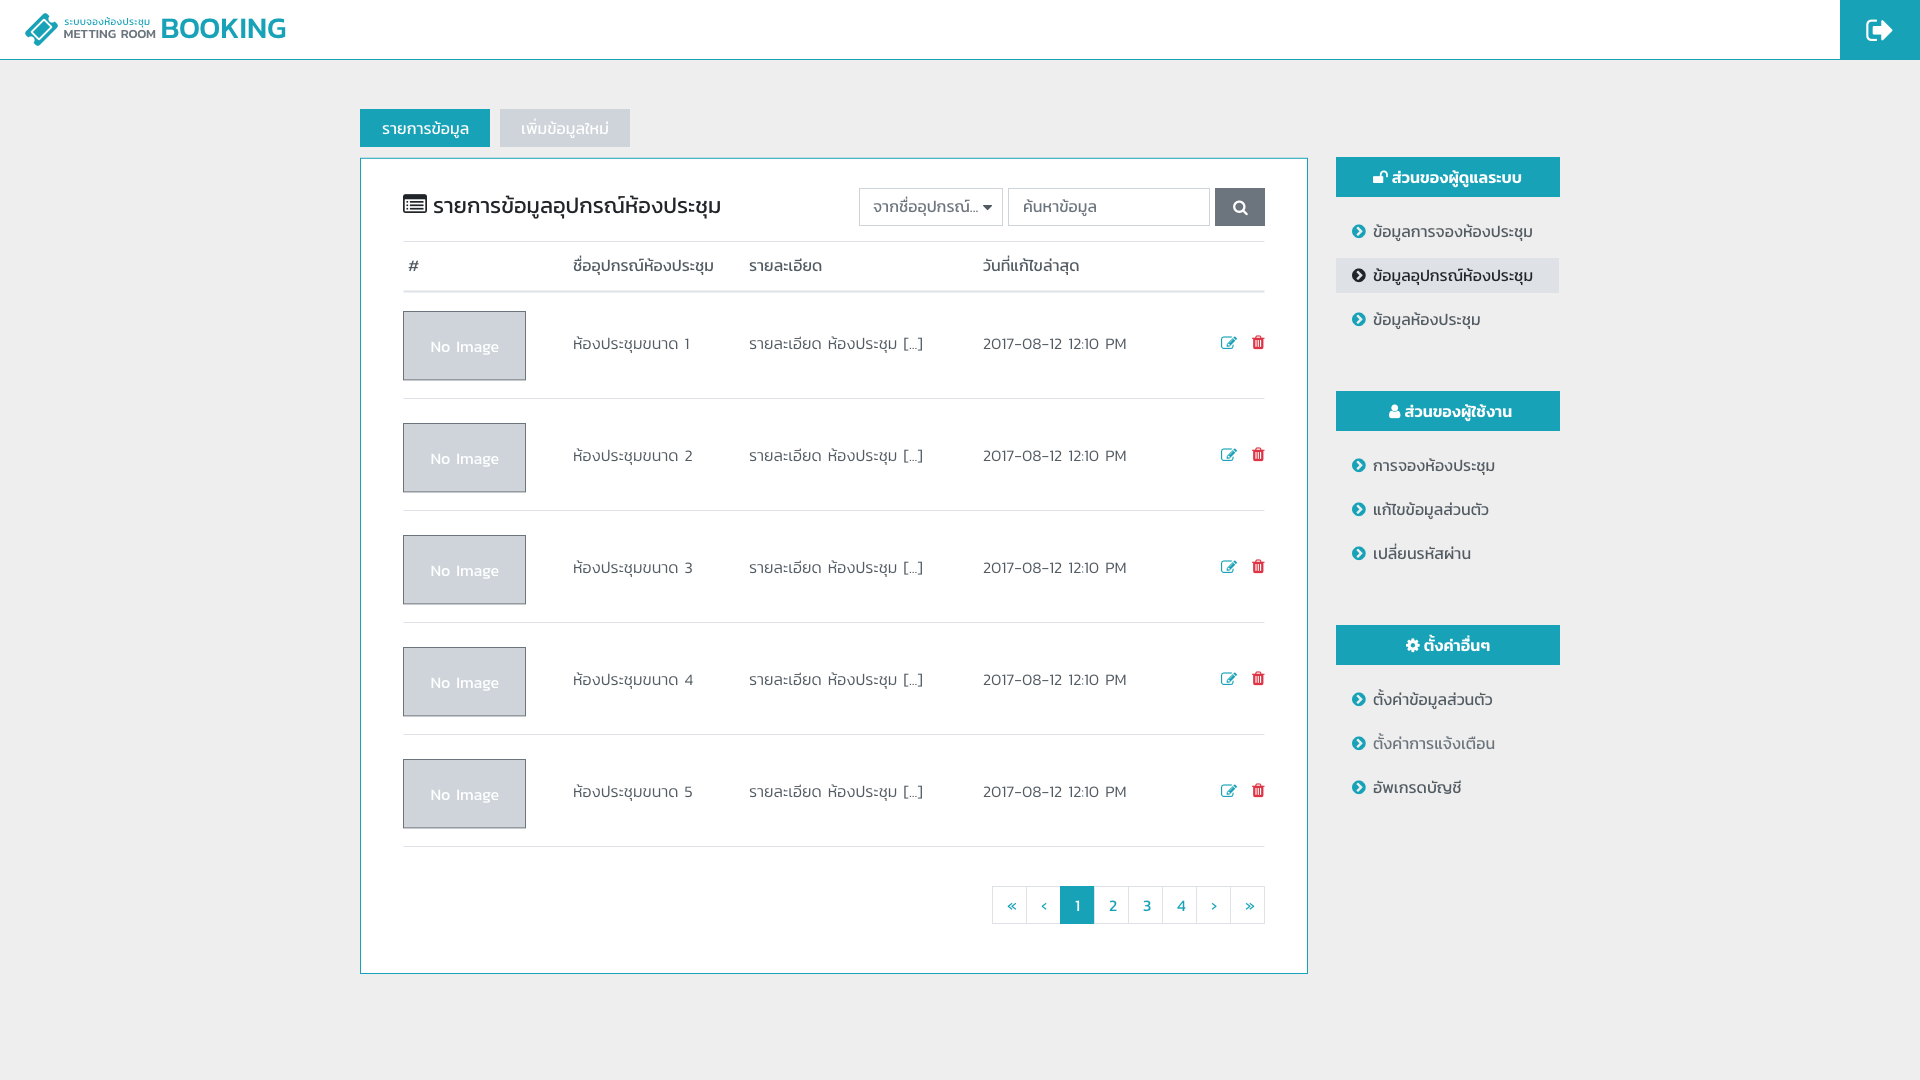 ระบบจองห้องประชุม
METTING ROOM BOOKING
รายการข้อมูล
เพิ่มข้อมูลใหม่
รายการข้อมูลอุปกรณ์ห้องประชุม
จากชื่ออุปกรณ์...
ค้นหาข้อมูล
# ชื่ออุปกรณ์ห้องประชุม รายละเอียด วันที่แก้ไขล่าสุด
No Image ห้องประชุมขนาด 1 รายละเอียด ห้องประชุม [...] 2017-08-12 12:10 PM
No Image ห้องประชุมขนาด 2 รายละเอียด ห้องประชุม [...] 2017-08-12 12:10 PM
No Image ห้องประชุมขนาด 3 รายละเอียด ห้องประชุม [...] 2017-08-12 12:10 PM
No Image ห้องประชุมขนาด 4 รายละเอียด ห้องประชุม [...] 2017-08-12 12:10 PM
No Image ห้องประชุมขนาด 5 รายละเอียด ห้องประชุม [...] 2017-08-12 12:10 PM
« ‹ 1 2 3 4 › »
ส่วนของผู้ดูแลระบบ
ข้อมูลการจองห้องประชุม
ข้อมูลอุปกรณ์ห้องประชุม
ข้อมูลห้องประชุม
ส่วนของผู้ใช้งาน
การจองห้องประชุม
แก้ไขข้อมูลส่วนตัว
เปลี่ยนรหัสผ่าน
ตั้งค่าอื่นๆ
ตั้งค่าข้อมูลส่วนตัว
ตั้งค่าการแจ้งเตือน
อัพเกรดบัญชี